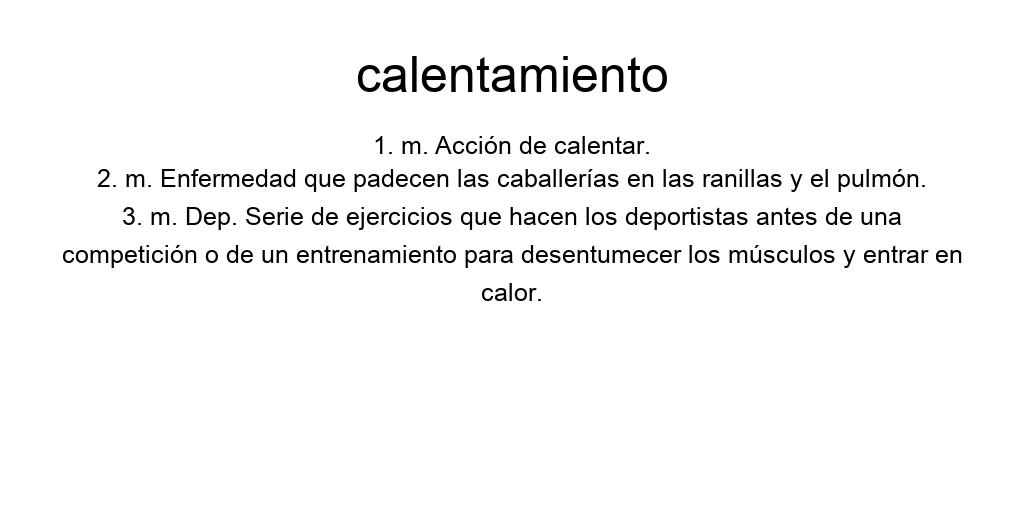 calentamiento
1. m. Acción de calentar.
2. m. Enfermedad que padecen las caballerías en las ranillas y el pulmón.
3. m. Dep. Serie de ejercicios que hacen los deportistas antes de una
competición o de un entrenamiento para desentumecer los músculos y entrar en
calor.